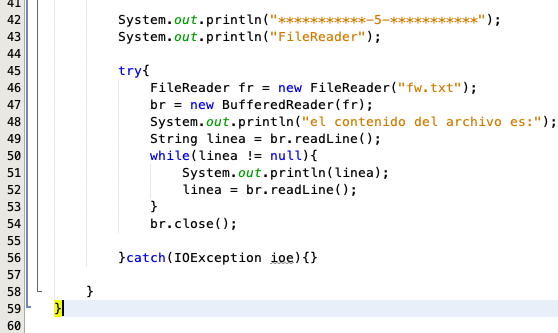 41
42 System.out.println("***********-5-***********");
43 System.out.println("FileReader");
44
45 try{
46 FileReader fr = new FileReader("fw.txt");
47 br = new BufferedReader(fr);
48 System.out.println("el contenido del archivo es:");
49 String linea = br.readLine();
50 while(linea != null){
51 System.out.println(linea);
52 linea = br.readLine();
53 }
54 br.close();
55
56 }catch(IOException ioe){}
57
58 }
59 }
60